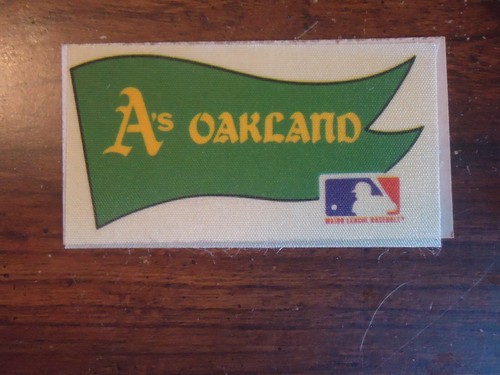 A's OAKLAND
MAJOR LEAGUE BASEBALL